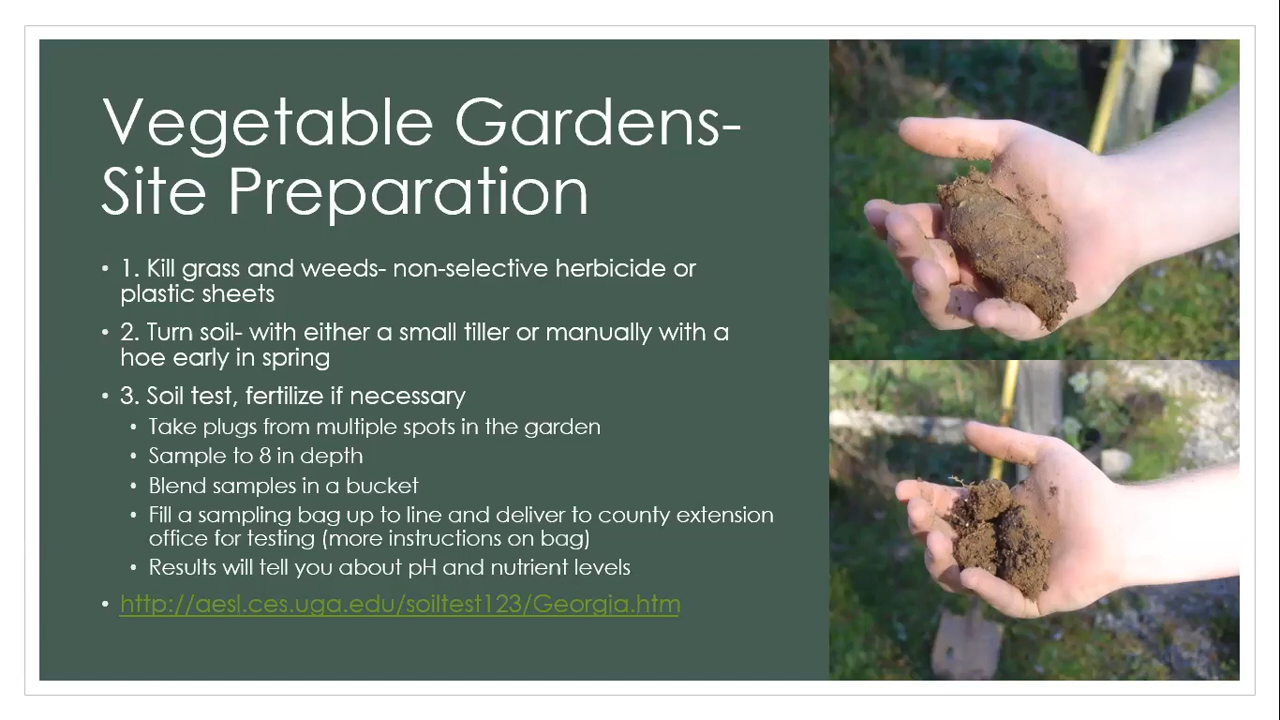 Vegetable Gardens-
Site Preparation
• 1. Kill grass and weeds- non-selective herbicide or
plastic sheets
• 2. Turn soil- with either a small tiller or manually with a
hoe early in spring
• 3. Soil test, fertilize if necessary
• Take plugs from multiple spots in the garden
• Sample to 8 in depth
• Blend samples in a bucket
• Fill a sampling bag up to line and deliver to county extension
office for testing (more instructions on bag)
• Results will tell you about pH and nutrient levels
• http://aesl.ces.uga.edu/soiltest123/Georgia.htm